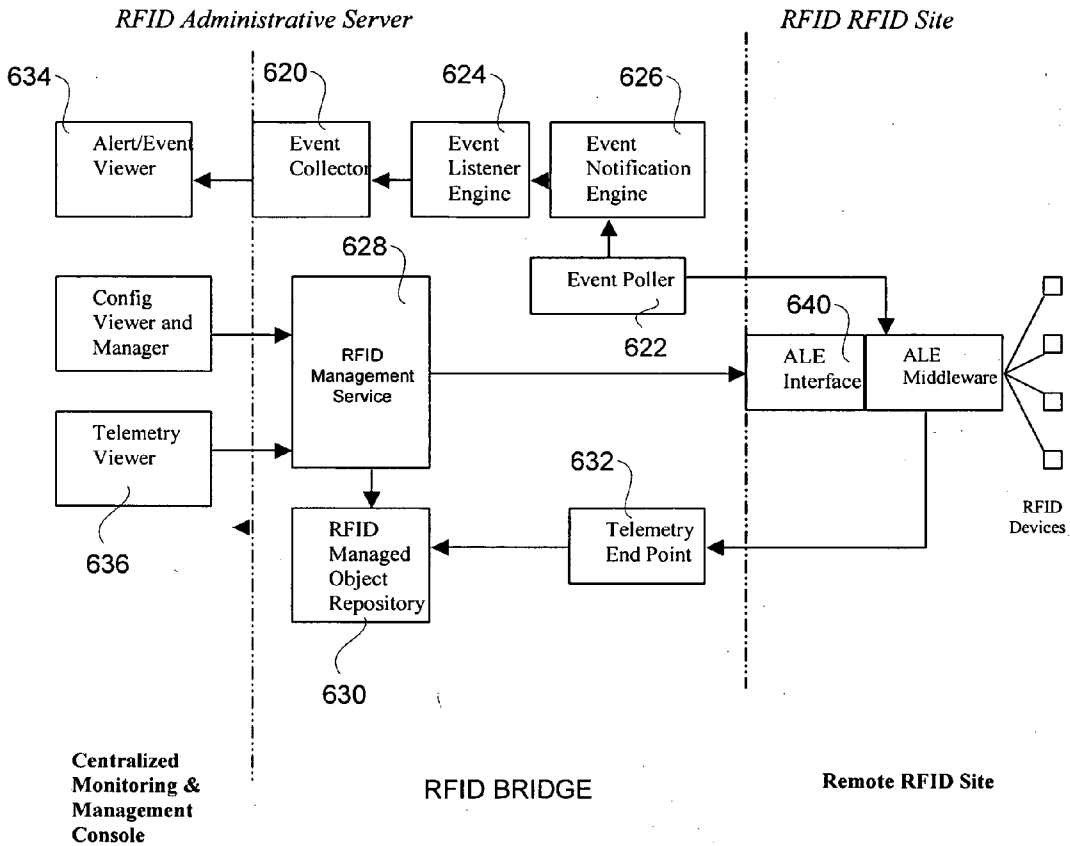 RFID Administrative Server
RFID RFID Site
634
620
624
626
Alert/Event
Viewer
Event
Collector
Event
Listener
Engine
Event
Notification
Engine
628
Event Poller
622
640
Config
Viewer and
Manager
RFID
Management
Service
ALE
Interface
ALE
Middleware
Telemetry
Viewer
636
632
RFID
Managed
Object
Repository
630
Telemetry
End Point
RFID
Devices
Centralized
Monitoring &
Management
Console
RFID BRIDGE
Remote RFID Site